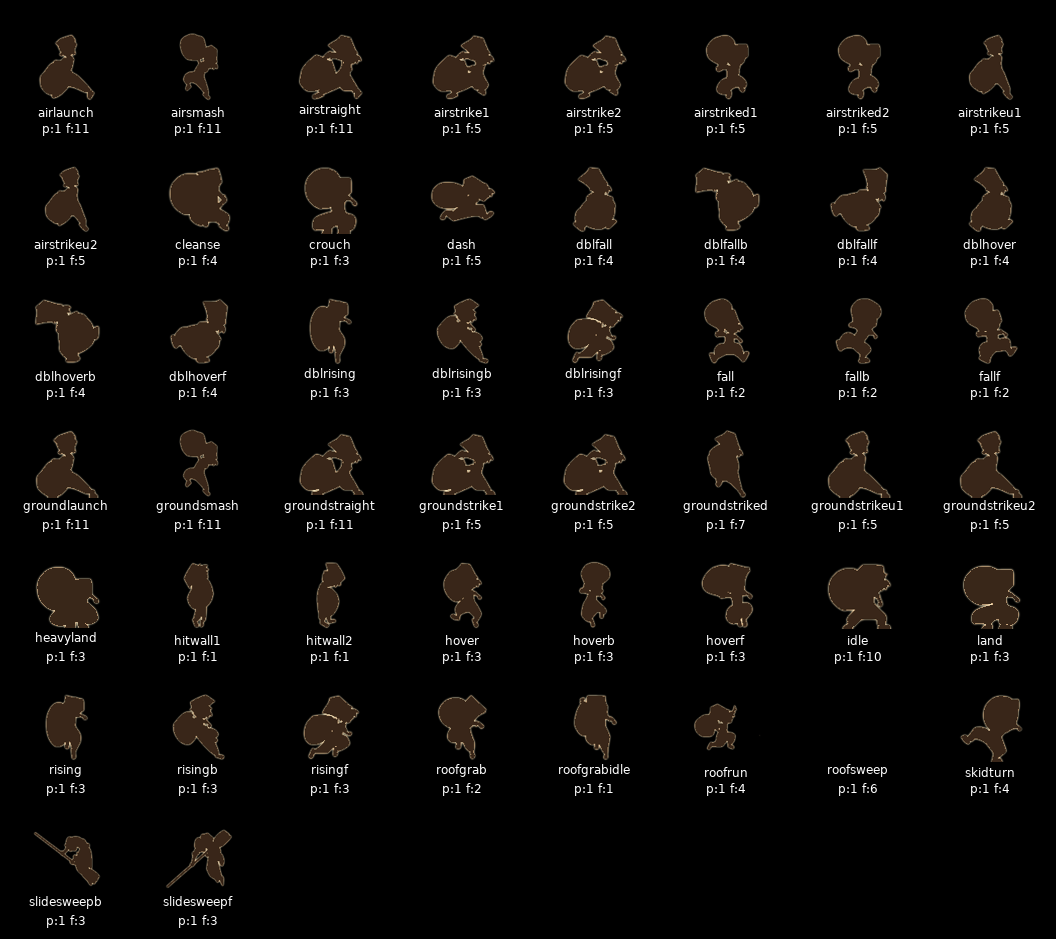 airlaunch airsmash airstraight airstrike1 airstrike2 airstriked1 airstriked2 airstrikeu1
p:1 f:11 p:1 f:11 p:1 f:11 p:1 f:5 p:1 f:5 p:1 f:5 p:1 f:5 p:1 f:5
airstrikeu2 cleanse crouch dash dblfall dblfallb dblfallf dblhover
p:1 f:5 p:1 f:4 p:1 f:3 p:1 f:5 p:1 f:4 p:1 f:4 p:1 f:4 p:1 f:4
dblhoverb dblhoverf dblrising dblrisingb dblrisingf fall fallb fallf
p:1 f:4 p:1 f:4 p:1 f:3 p:1 f:3 p:1 f:3 p:1 f:2 p:1 f:2 p:1 f:2
groundlaunch groundsmash groundstraight groundstrike1 groundstrike2 groundstriked groundstrikeu1 groundstrikeu2
p:1 f:11 p:1 f:11 p:1 f:11 p:1 f:5 p:1 f:5 p:1 f:7 p:1 f:5 p:1 f:5
heavyland hitwall1 hitwall2 hover hoverb hoverf idle land
p:1 f:3 p:1 f:1 p:1 f:1 p:1 f:3 p:1 f:3 p:1 f:3 p:1 f:10 p:1 f:3
rising risingb risingf roofgrab roofgrabidle roofrun roofsweep skidturn
p:1 f:3 p:1 f:3 p:1 f:3 p:1 f:2 p:1 f:1 p:1 f:4 p:1 f:6 p:1 f:4
slidesweepb slidesweepf
p:1 f:3 p:1 f:3